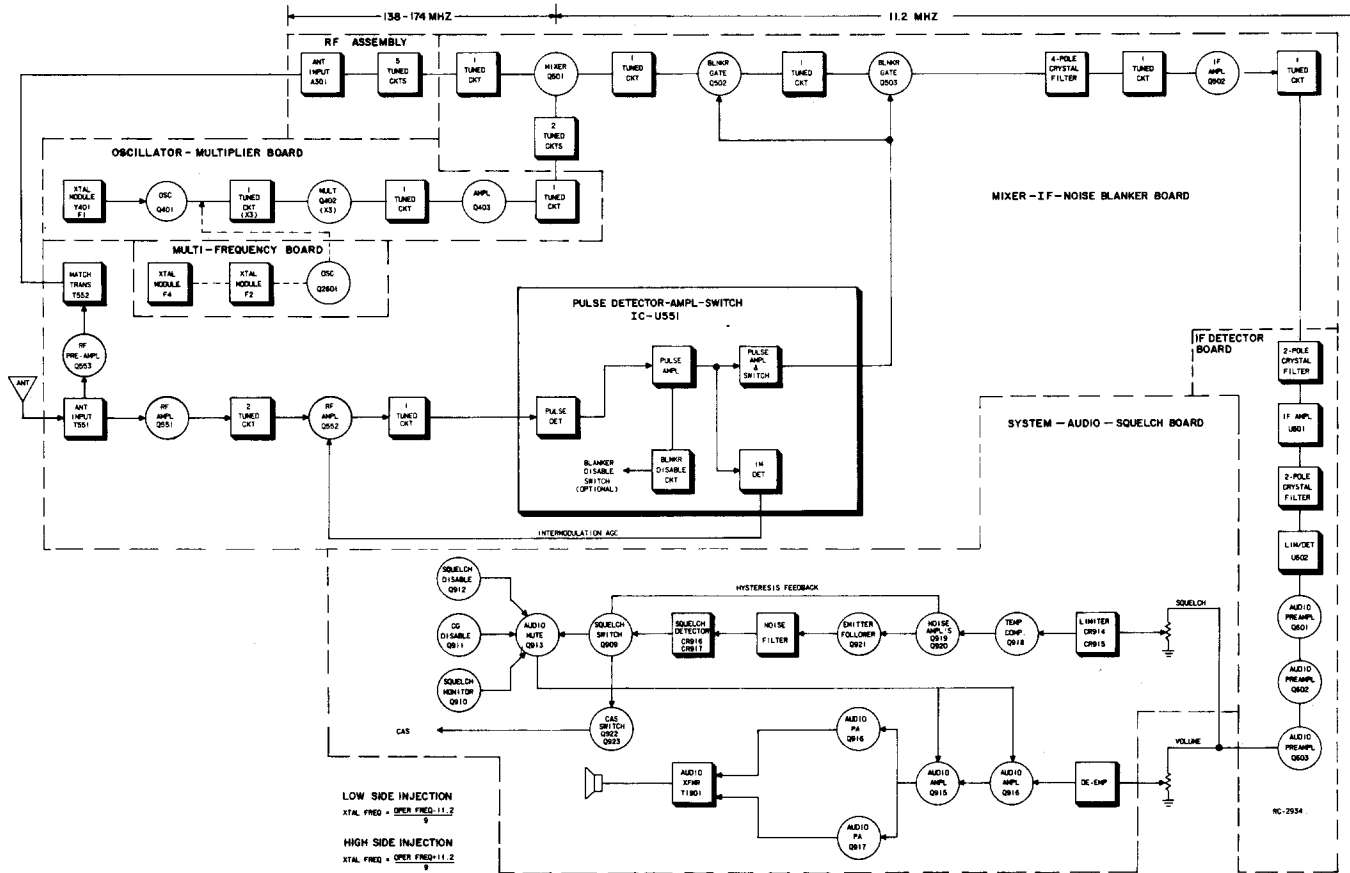 138-174 MHZ
11.2 MHZ
RF ASSEMBLY
ANT
INPUT
A301
5
TUNED
CKTS
1
TUNED
CKT
MIXER
Q501
1
TUNED
CKT
BLNKR
GATE
Q502
1
TUNED
CKT
BLNKR
GATE
Q503
4-POLE
CRYSTAL
FILTER
1
TUNED
CKT
IF
AMPL
Q502
1
TUNED
CKT
2
TUNED
CKTS
OSCILLATOR-MULTIPLIER BOARD
XTAL
MODULE
Y401
F1
OSC
Q401
1
TUNED
CKT
(X3)
MULT
Q402
(X3)
1
TUNED
CKT
AMPL
Q403
1
TUNED
CKT
MIXER-IF-NOISE BLANKER BOARD
MULTI-FREQUENCY BOARD
MATCH
TRANS
T552
XTAL
MODULE
F4
XTAL
MODULE
F2
OSC
Q2601
PULSE DETECTOR-AMPL-SWITCH
IC-U551
RF
PRE-AMPL
Q553
PULSE
AMPL
PULSE
AMPL
&
SWITCH
IF DETECTOR
BOARD
2-POLE
CRYSTAL
FILTER
ANT
ANT
INPUT
T551
RF
AMPL
Q551
2
TUNED
CKT
RF
AMPL
Q552
1
TUNED
CKT
PULSE
DET
IF AMPL
U601
SYSTEM-AUDIO-SQUELCH BOARD
BLANKER
DISABLE
SWITCH
(OPTIONAL)
BLNKR
DISABLE
CKT
IM
DET
2-POLE
CRYSTAL
FILTER
INTERMODULATION AGC
LIM/DET
U602
SQUELCH
DISABLE
Q912
HYSTERESIS FEEDBACK
SQUELCH
CG
DISABLE
Q911
AUDIO
MUTE
Q913
SQUELCH
SWITCH
Q909
SQUELCH
DETECTOR
CR916
CR917
NOISE
FILTER
EMITTER
FOLLORER
Q921
NOISE
AMPL'S
Q919
Q920
TEMP
COMP.
Q918
LIMITER
CR914
CR915
AUDIO
PREAMPL
Q601
SQUELCH
MONITOR
Q910
AUDIO
PREAMPL
Q602
CAS
CAS
SWITCH
Q922
Q923
AUDIO
PA
Q916
VOLUME
AUDIO
PREAMPL
Q603
AUDIO
XFMR
T1901
AUDIO
AMPL
Q915
AUDIO
AMPL
Q916
DE-EMP
AUDIO
PA
Q917
LOW SIDE INJECTION
XTAL FREQ = OPER FREQ-11.2
9
RC-2934
HIGH SIDE INJECTION
XTAL FREQ = OPER FREQ+11.2
9